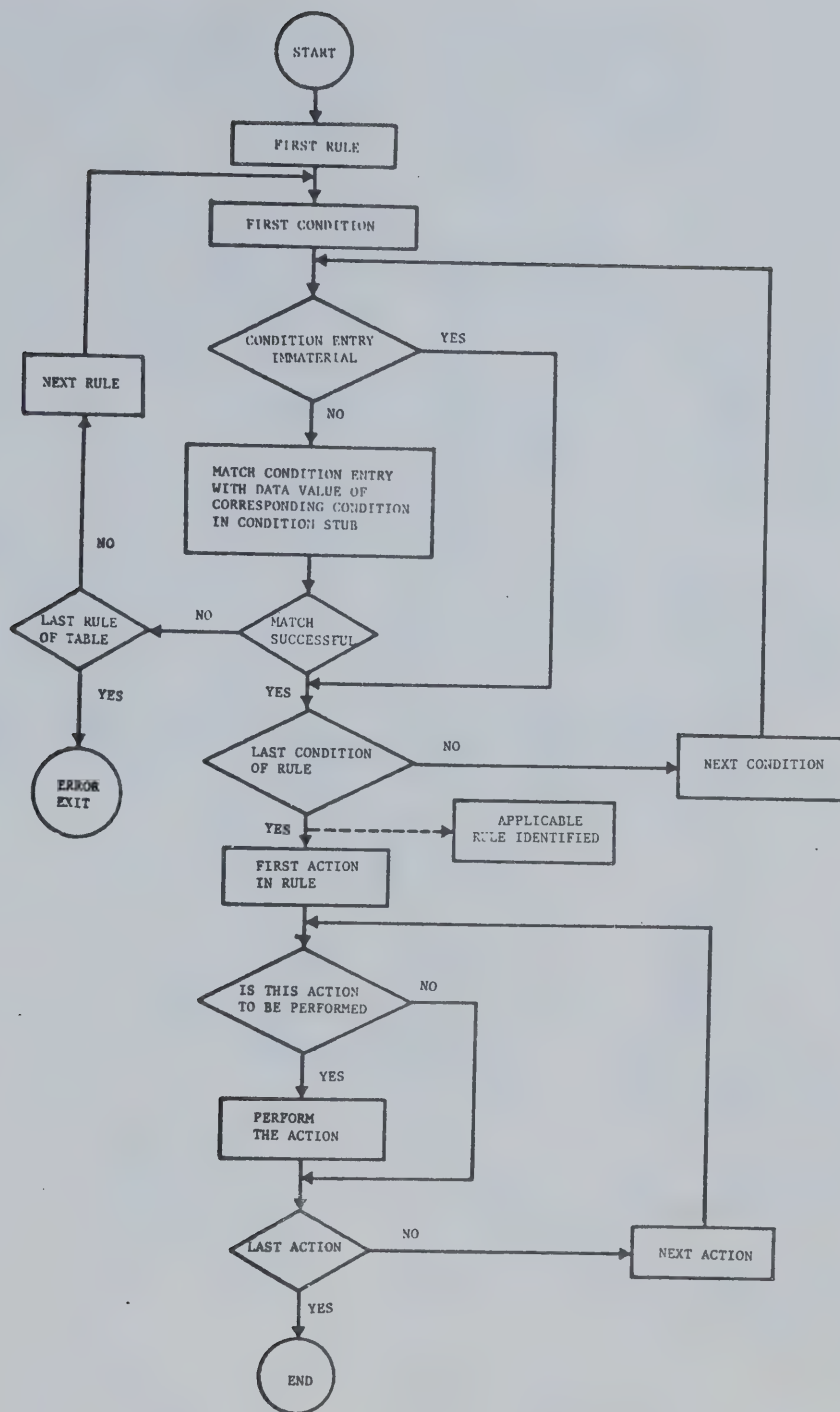 START
FIRST RULE
FIRST CONDITION
CONDITION ENTRY
IMMATERIAL
YES
NEXT RULE
NO
MATCH CONDITION ENTRY
WITH DATA VALUE OF
CORRESPONDING CONDITION
IN CONDITION STUB
NO
LAST RULE
OF TABLE
NO
MATCH
SUCCESSFUL
YES
YES
LAST CONDITION
OF RULE
NO
NEXT CONDITION
ERROR
EXIT
YES
APPLICABLE
RULE IDENTIFIED
FIRST ACTION
IN RULE
IS THIS ACTION
TO BE PERFORMED
NO
YES
PERFORM
THE ACTION
LAST ACTION
NO
NEXT ACTION
YES
END